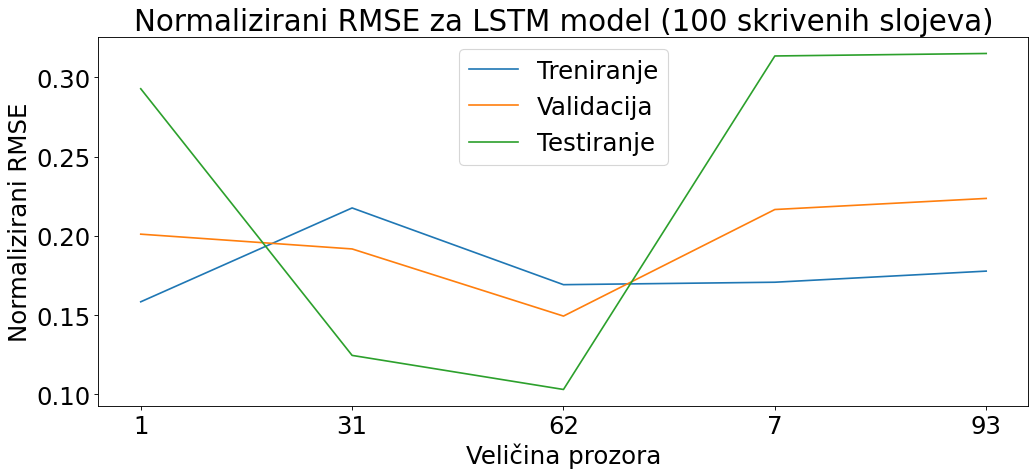 Normalizirani RMSE za LSTM model (100 skrivenih slojeva)
Normalizirani RMSE
0.30
0.25
0.20
0.15
0.10
Treniranje
Validacija
Testiranje
1 31 62 7 93
Veličina prozora